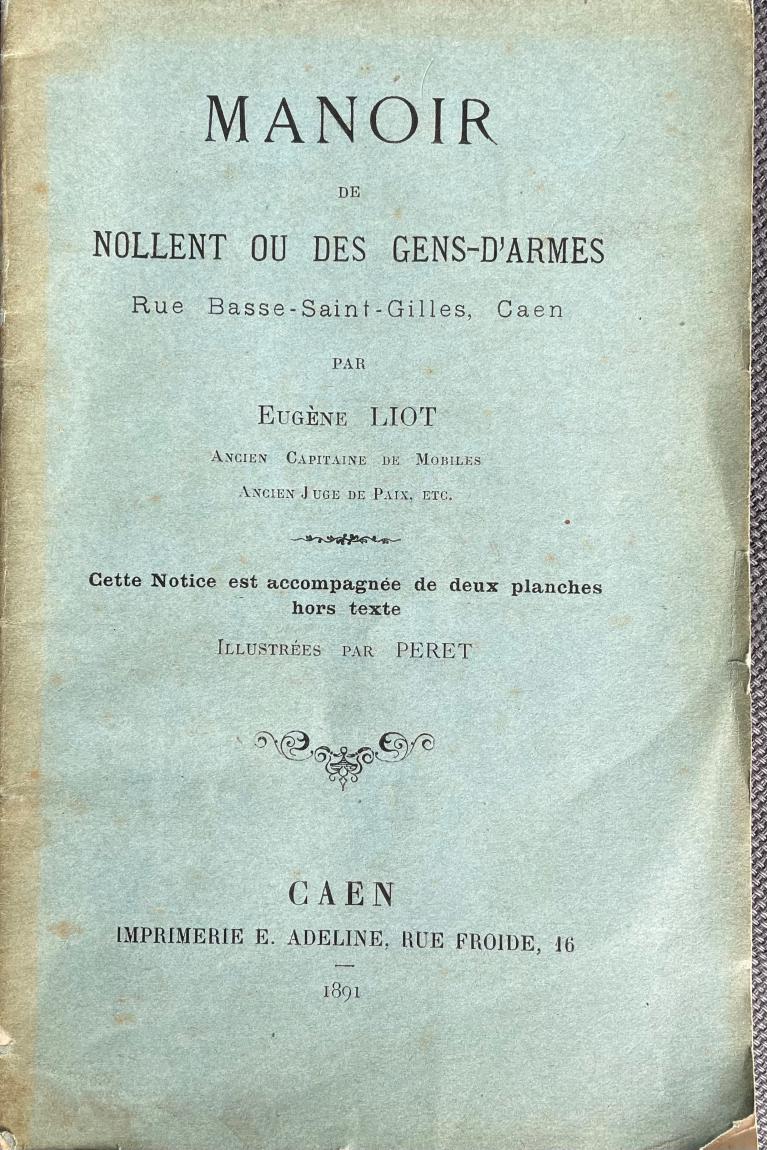 MANOIR
DE
NOLLENT OU DES GENS-D'ARMES
Rue Basse-Saint-Gilles, Caen
PAR
EUGÈNE LIOT
ANCIEN CAPITAINE DE MOBILES
ANCIEN JUGE DE PAIX, ETC.
Cette Notice est accompagnée de deux planches
hors texte
ILLUSTRÉES PAR PERET
CAEN
IMPRIMERIE E. ADELINE, RUE FROIDE, 16
1891